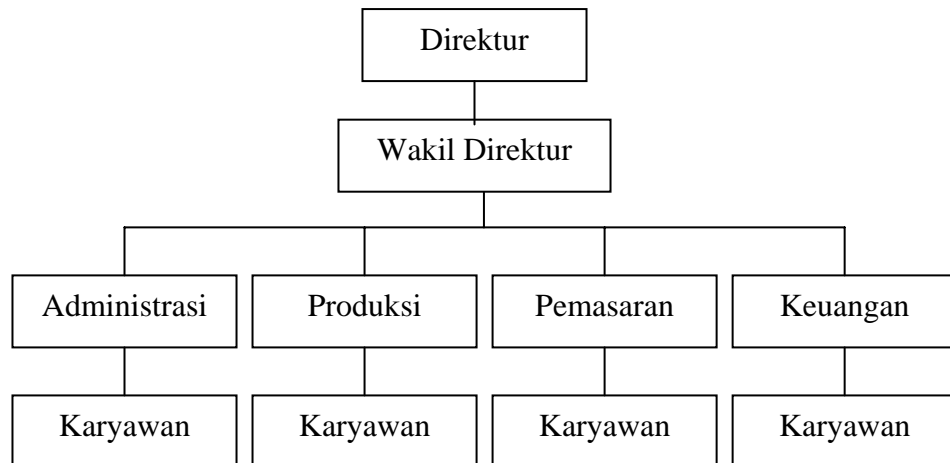 Direktur
Wakil Direktur
Administrasi
Produksi
Pemasaran
Keuangan
Karyawan
Karyawan
Karyawan
Karyawan